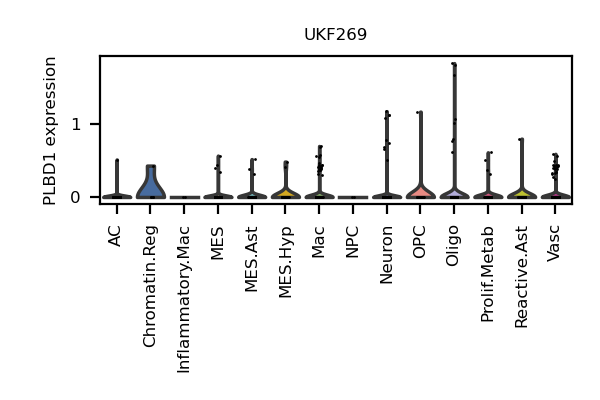 UKF269
PLBD1 expression
1
0
AC
Chromatin.Reg
Inflammatory.Mac
MES
MES.Ast
MES.Hyp
Mac
NPC
Neuron
OPC
Oligo
Prolif.Metab
Reactive.Ast
Vasc